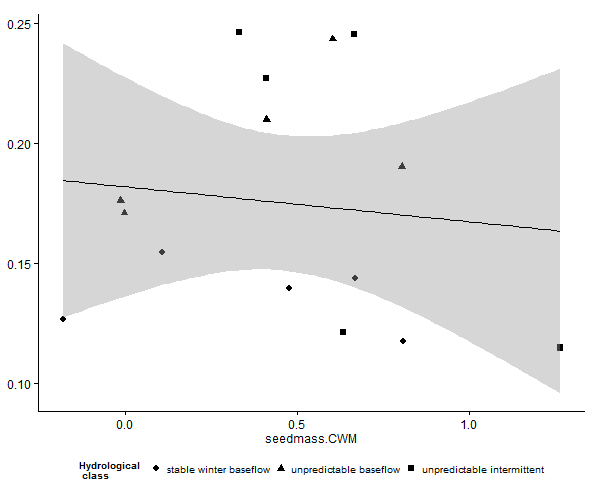 0.25
0.20
0.15
0.10
0.0 0.5 1.0
seedmass.CWM
Hydrological
class
stable winter baseflow unpredictable baseflow unpredictable intermittent